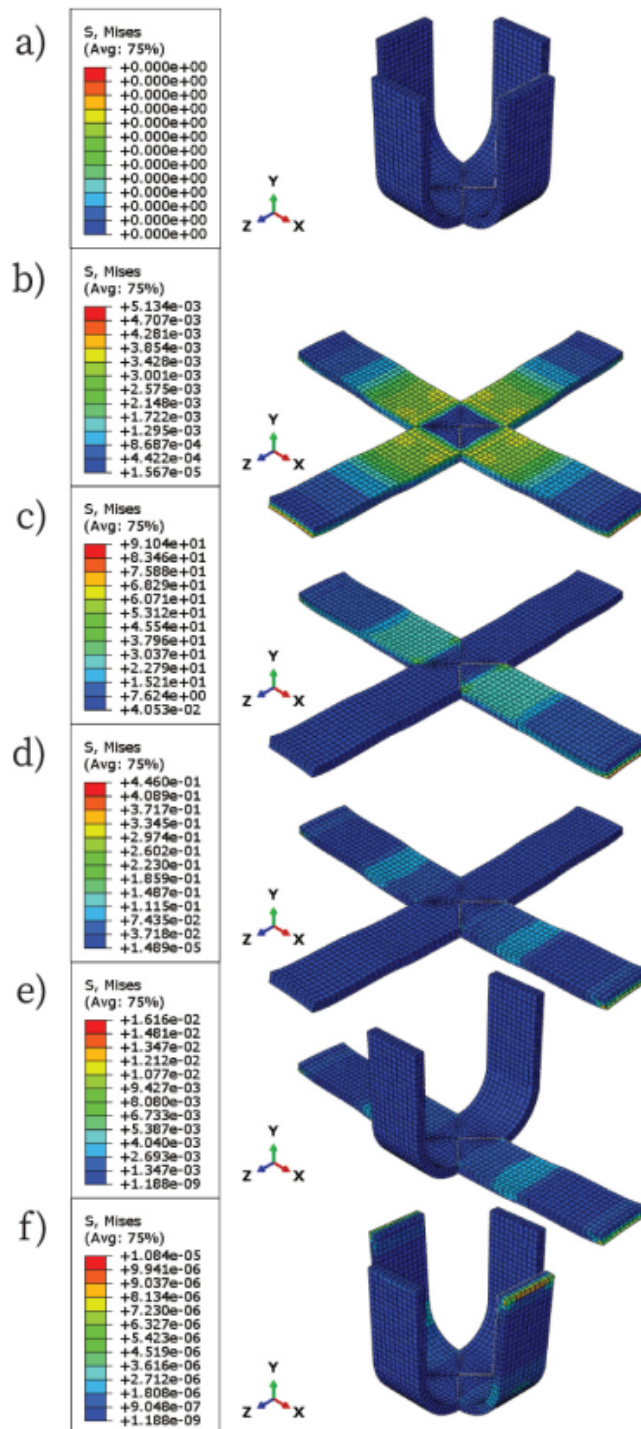 a)
S, Mises
(Avg: 75%)
+0.000e+00
+0.000e+00
+0.000e+00
+0.000e+00
+0.000e+00
+0.000e+00
+0.000e+00
+0.000e+00
+0.000e+00
+0.000e+00
+0.000e+00
+0.000e+00
+0.000e+00
Y
Z X
b)
S, Mises
(Avg: 75%)
+5.134e-03
+4.707e-03
+4.281e-03
+3.854e-03
+3.428e-03
+3.001e-03
+2.575e-03
+2.148e-03
+1.722e-03
+1.295e-03
+8.687e-04
+4.422e-04
+1.567e-05
Y
Z X
c)
S, Mises
(Avg: 75%)
+9.104e+01
+8.346e+01
+7.588e+01
+6.829e+01
+6.071e+01
+5.312e+01
+4.554e+01
+3.796e+01
+3.037e+01
+2.279e+01
+1.521e+01
+7.624e+00
+4.053e-02
Y
Z X
d)
S, Mises
(Avg: 75%)
+4.460e-01
+4.089e-01
+3.717e-01
+3.345e-01
+2.974e-01
+2.602e-01
+2.230e-01
+1.859e-01
+1.487e-01
+1.115e-01
+7.435e-02
+3.718e-02
+1.489e-05
Y
Z X
e)
S, Mises
(Avg: 75%)
+1.616e-02
+1.481e-02
+1.347e-02
+1.212e-02
+1.077e-02
+9.427e-03
+8.080e-03
+6.733e-03
+5.387e-03
+4.040e-03
+2.693e-03
+1.347e-03
+1.188e-09
Y
Z X
f)
S, Mises
(Avg: 75%)
+1.084e-05
+9.941e-06
+9.037e-06
+8.134e-06
+7.230e-06
+6.327e-06
+5.423e-06
+4.519e-06
+3.616e-06
+2.712e-06
+1.808e-06
+9.048e-07
+1.188e-09
Y
Z X